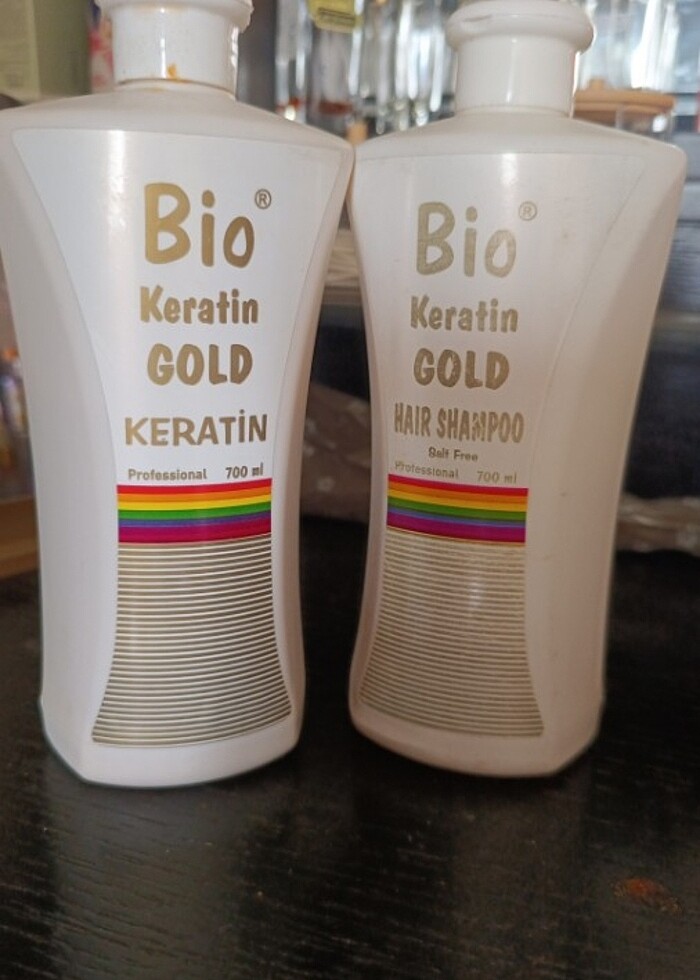 Bio®
Keratin
GOLD
KERATİN
Professional 700 ml
Bio®
Keratin
GOLD
HAIR SHAMPOO
Salt Free
Professional 700 ml